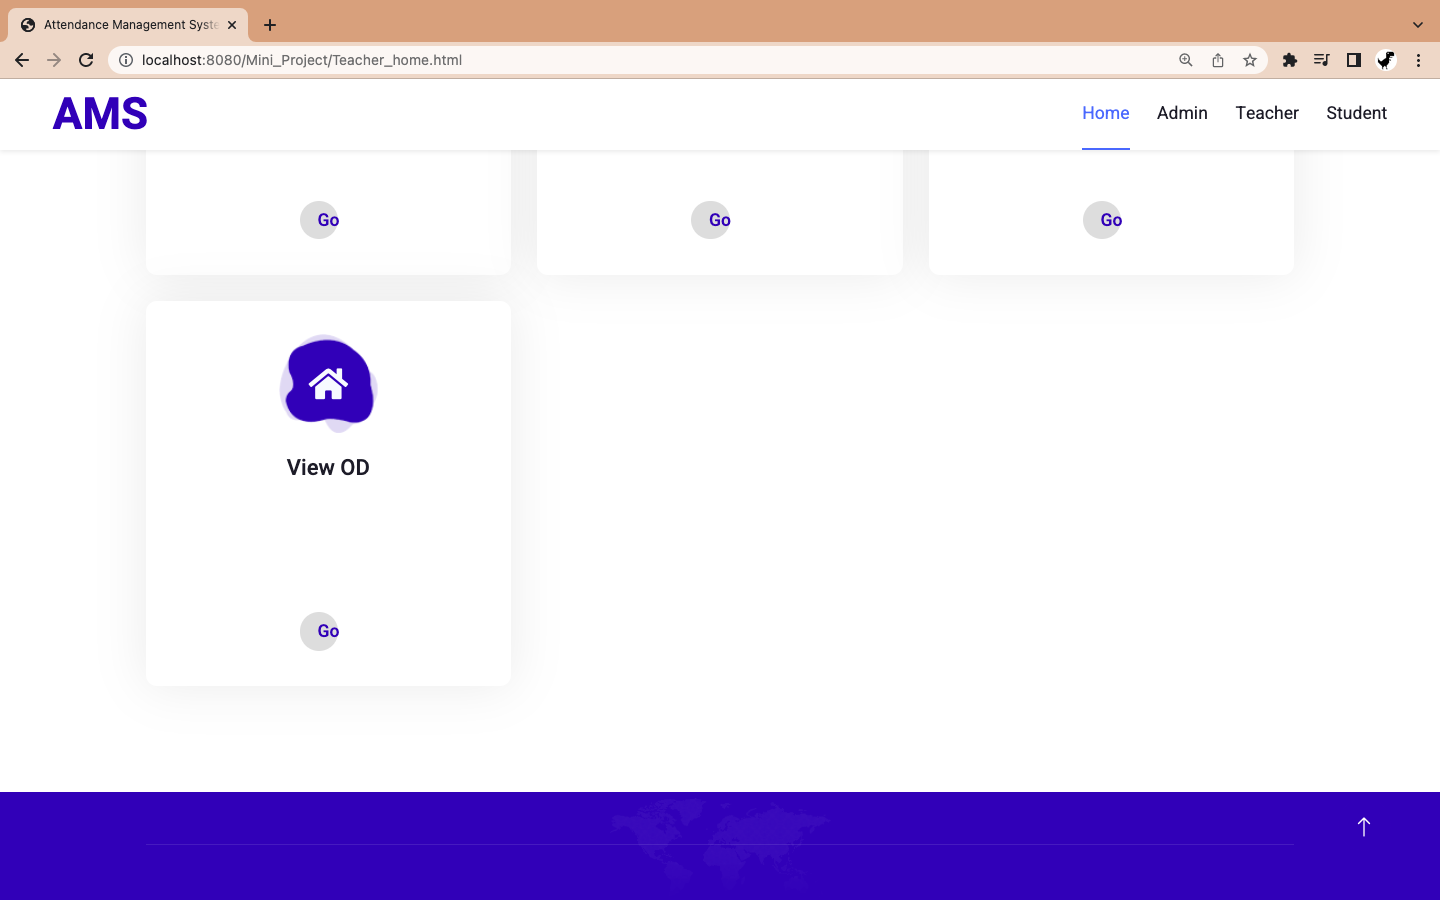 Attendance Management Syste
localhost:8080/Mini_Project/Teacher_home.html
AMS
Home Admin Teacher Student
Go Go Go
View OD
Go